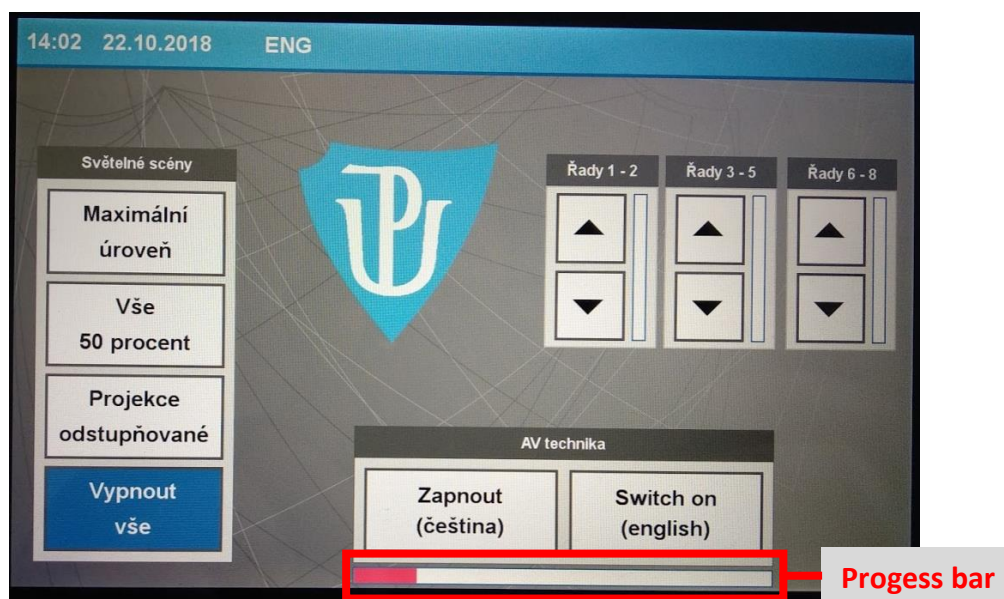 14:02 22.10.2018 ENG
Světelné scény
Maximální
úroveň
Vše
50 procent
Projekce
odstupňované
Vypnout
vše
UP
Řady 1 - 2
Řady 3 - 5
Řady 6 - 8
AV technika
Zapnout
(čeština)
Switch on
(english)
Progess bar